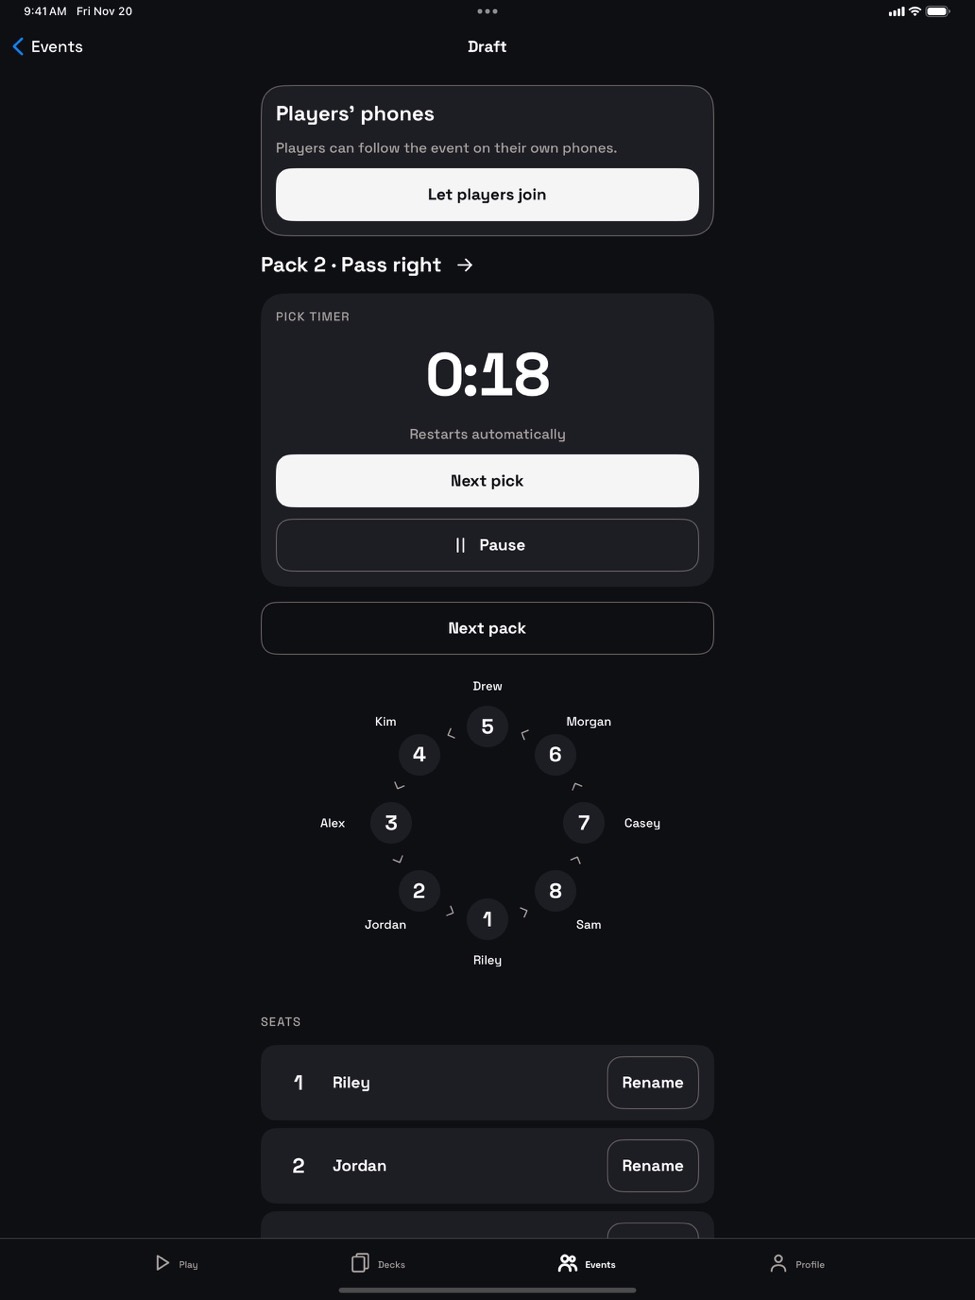 9:41 AM Fri Nov 20
Events
Draft
Players' phones
Players can follow the event on their own phones.
Let players join
Pack 2 · Pass right →
PICK TIMER
0:18
Restarts automatically
Next pick
Pause
Next pack
Drew
Kim
Morgan
5
4
6
Alex
3
7
Casey
2
8
Jordan
1
Sam
Riley
SEATS
1 Riley Rename
2 Jordan Rename
Play Decks Events Profile